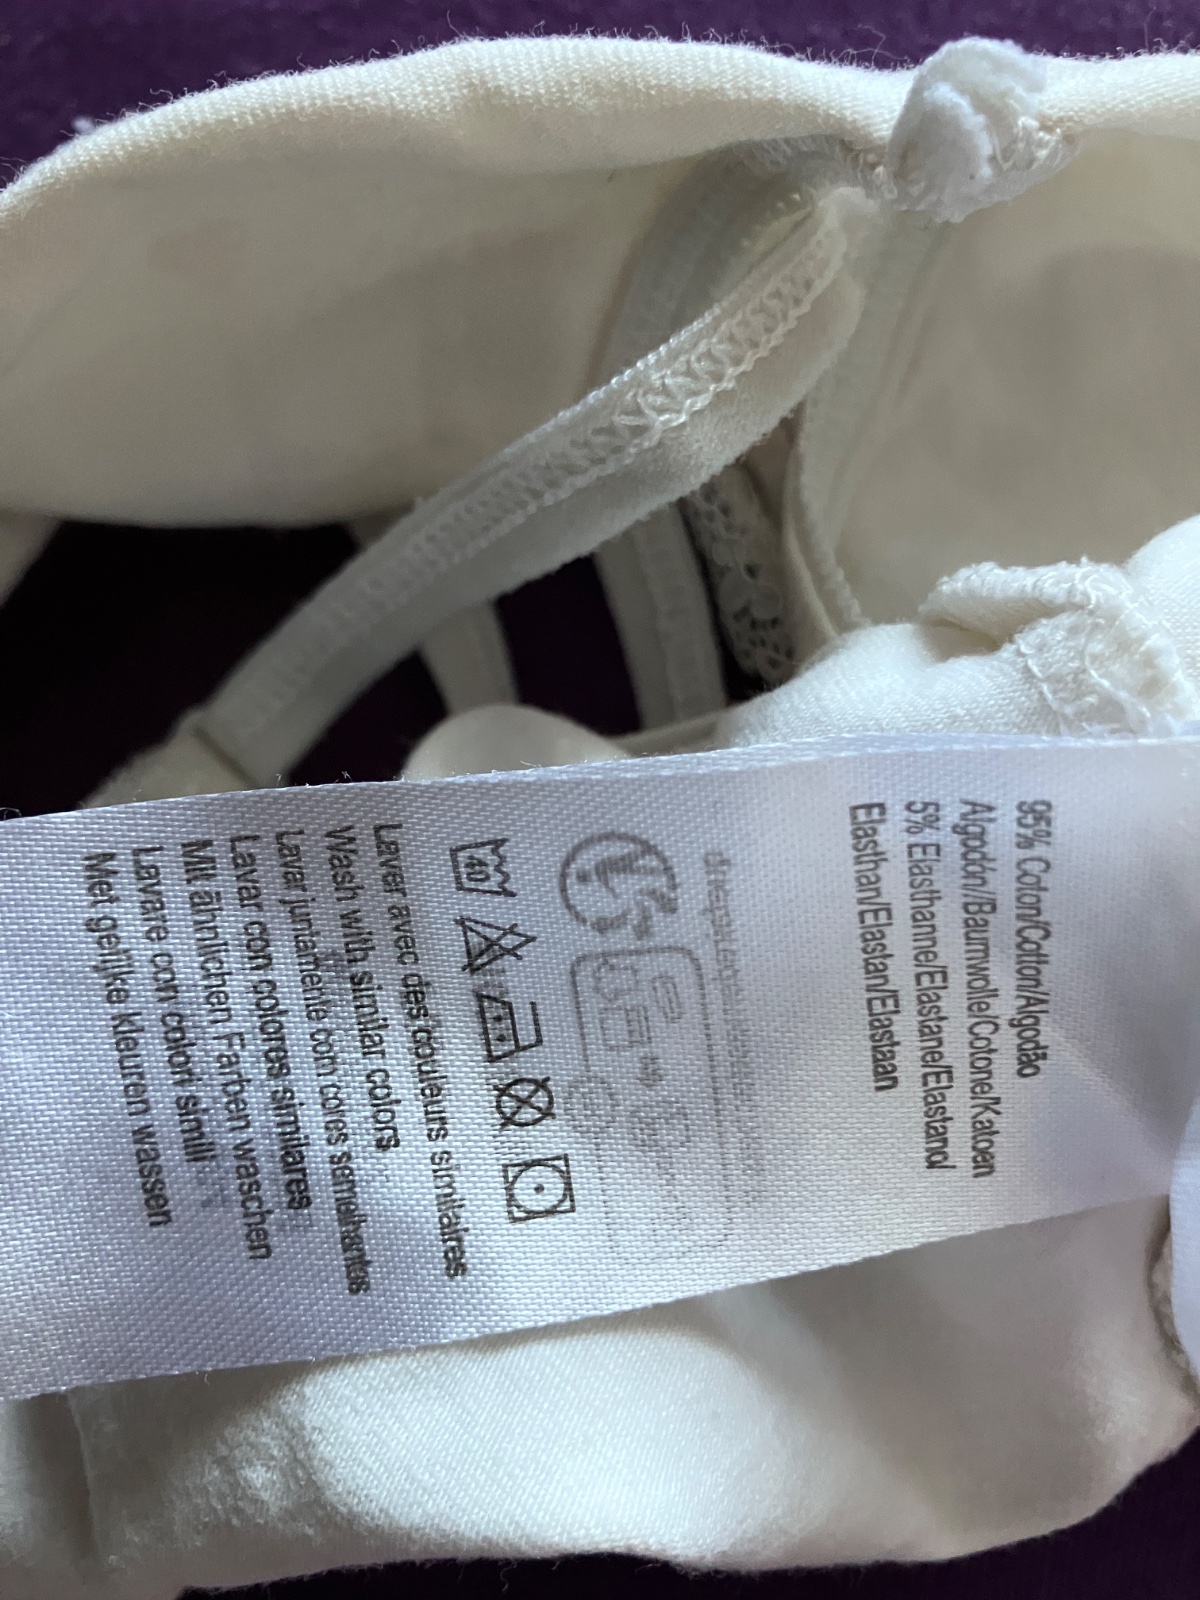 95% Coton/Cotton/Algodão
Algodón/Baumwolle/Cotone/Katoen
5% Elasthanne/Elastane/Elastano/
Elasthan/Elastan/Elastaan
40
Laver avec des couleurs similaires
Wash with similar colors
Lavar juntamente com cores semelhantes
Lavar con colores similares
Mit ähnlichen Farben waschen
Lavare con colori simili
Met gelijke kleuren wassen